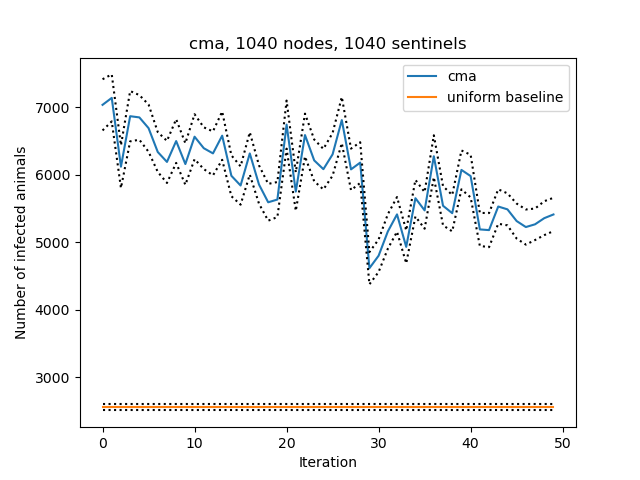 cma, 1040 nodes, 1040 sentinels
cma
uniform baseline
Number of infected animals
7000
6000
5000
4000
3000
0 10 20 30 40 50
Iteration